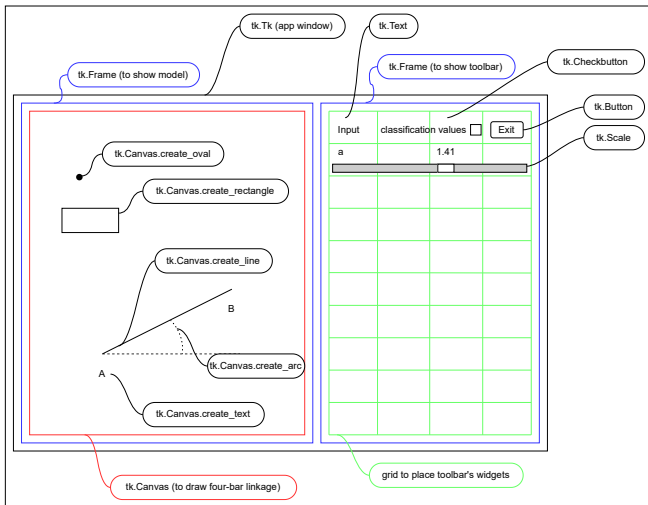 tk.Tk (app window)
tk.Text
tk.Frame (to show model)
tk.Frame (to show toolbar)
tk.Checkbutton
tk.Button
tk.Scale
Input
classification values
Exit
a
1.41
tk.Canvas.create_oval
tk.Canvas.create_rectangle
tk.Canvas.create_line
B
tk.Canvas.create_arc
A
tk.Canvas.create_text
tk.Canvas (to draw four-bar linkage)
grid to place toolbar's widgets